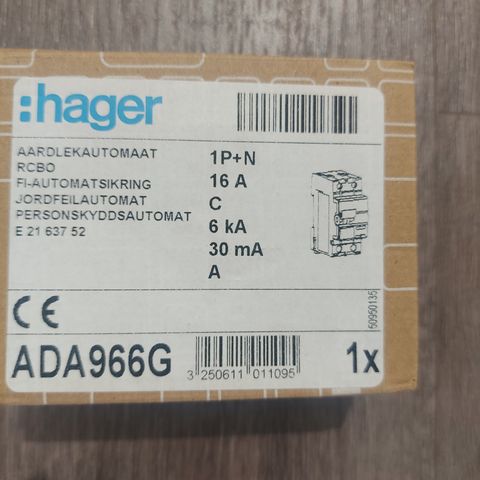 :hager
AARDLEKAUTOMAAT
RCBO
FI-AUTOMATSIKRING
JORDFEILAUTOMAT
PERSONSKYDDSAUTOMAT
E 21 637 52
1P+N
16 A
C
6 kA
30 mA
A
50950135
CE
ADA966G
3 250611 011095
1x